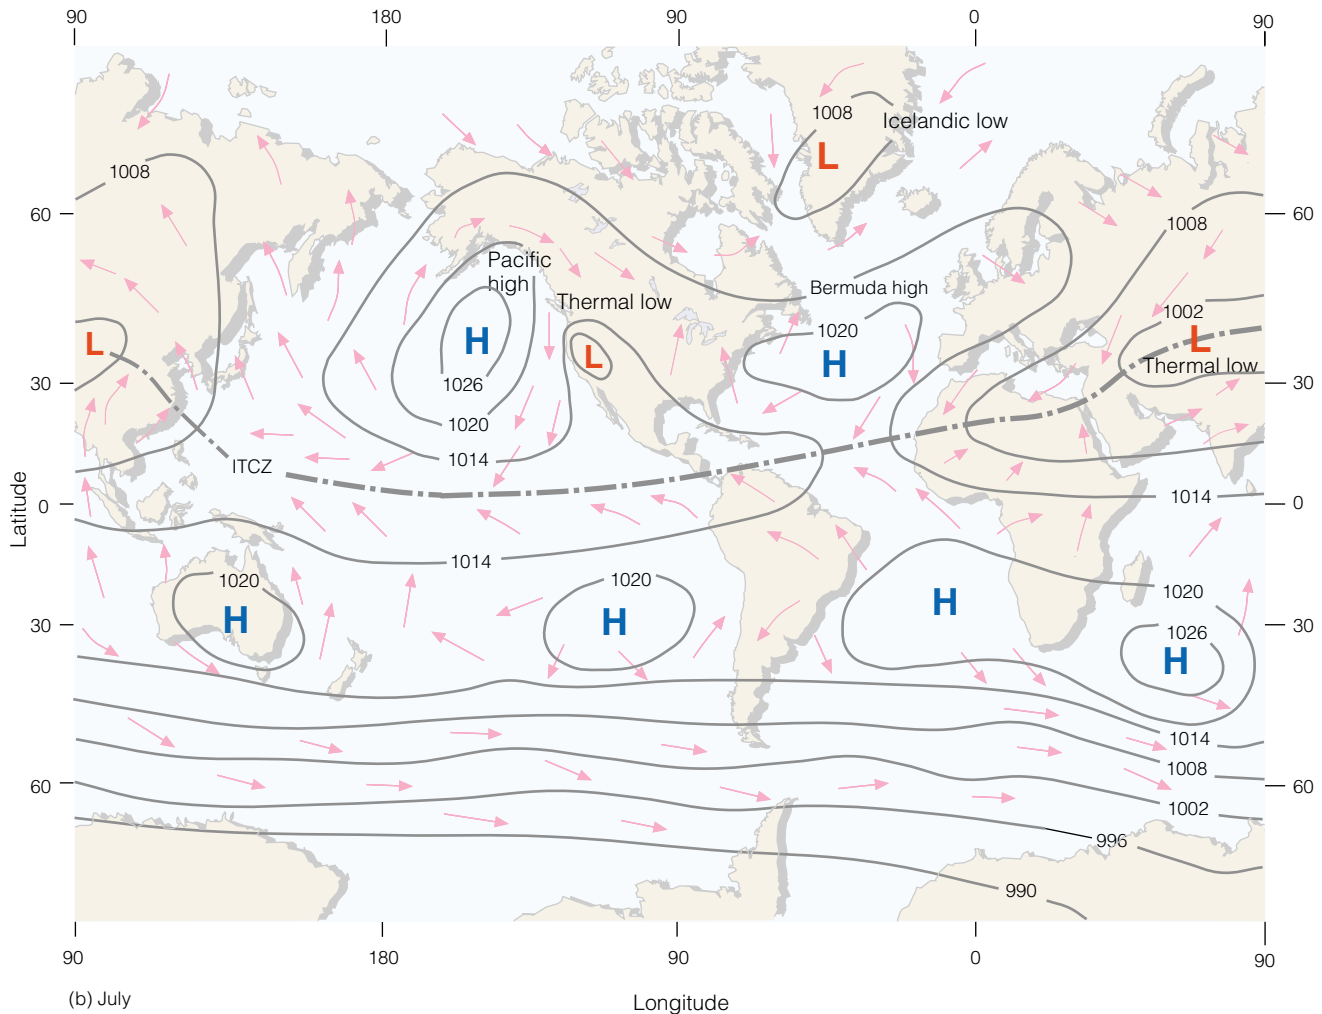 90 180 90 0 90
1008
Icelandic low
L
1008
60
60
1008
Pacific
high
Bermuda high
Thermal low
1002
1020
L
H
H
L
L
Thermal low
30
1026
30
1020
1014
ITCZ
Latitude
0
1014
0
1014
1020
1020
1020
H
H
H
30
1026
30
H
1014
1008
60
60
1002
996
990
90 180 90 0 90
(b) July
Longitude